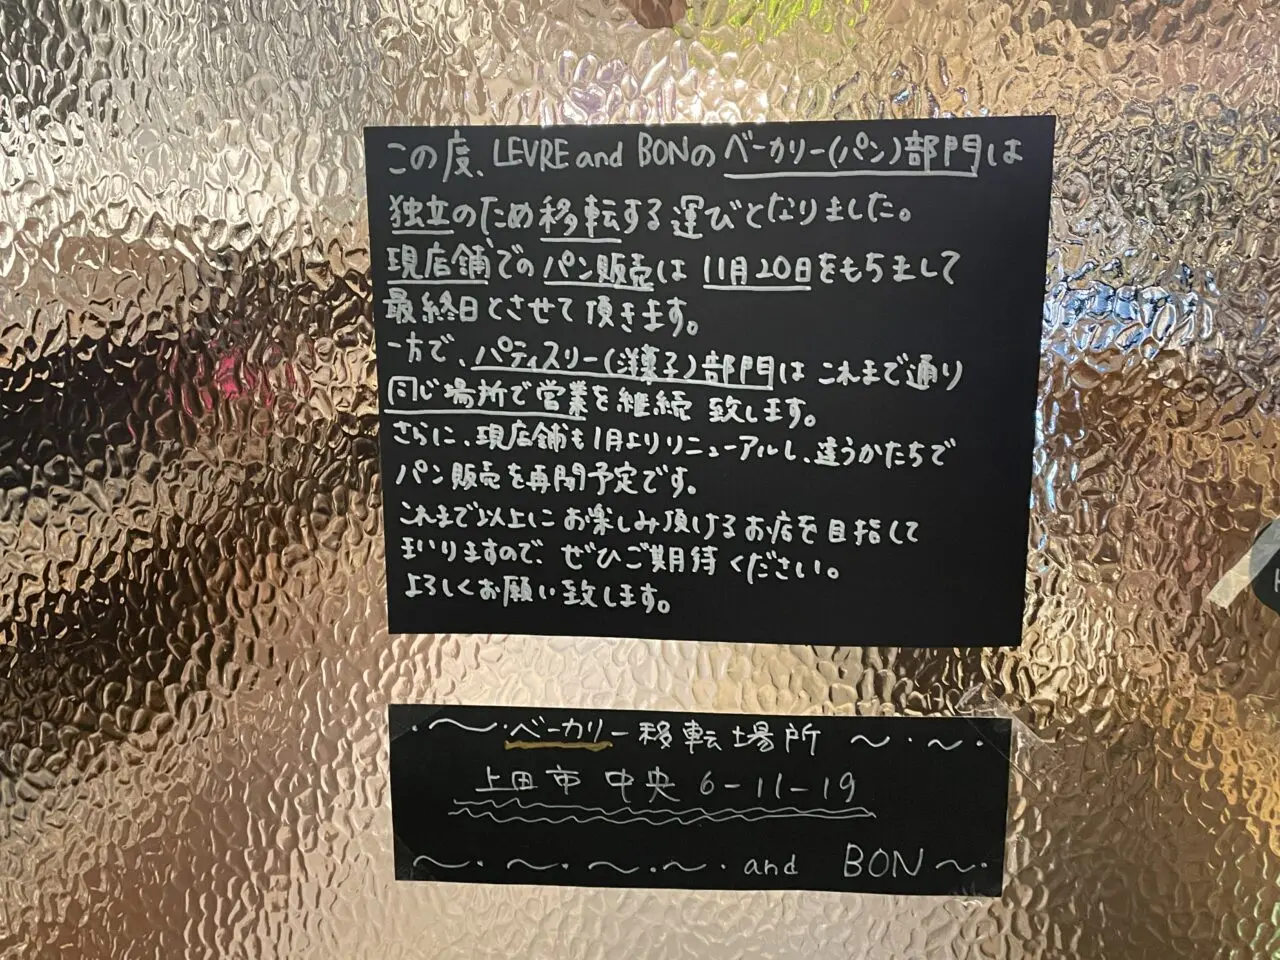 この度、LEVRE and BONのベーカリー(パン)部門は
独立のため移転する運びとなりました。
現店舗でのパン販売は11月20日をもちまして
最終日とさせて頂きます。
一方で、パティスリー(洋菓子)部門はこれまで通り
同じ場所で営業を継続致します。
さらに、現店舗も1月よりリニューアルし、違うかたちで
パン販売を再開予定です。
これまで以上にお楽しみ頂けるお店を目指して
まいりますので、ぜひご期待ください。
よろしくお願い致します。
〜・ベーカリー移転場所 〜・〜・
上田市 中央 6-11-19
〜・〜・〜・〜・and BON〜・